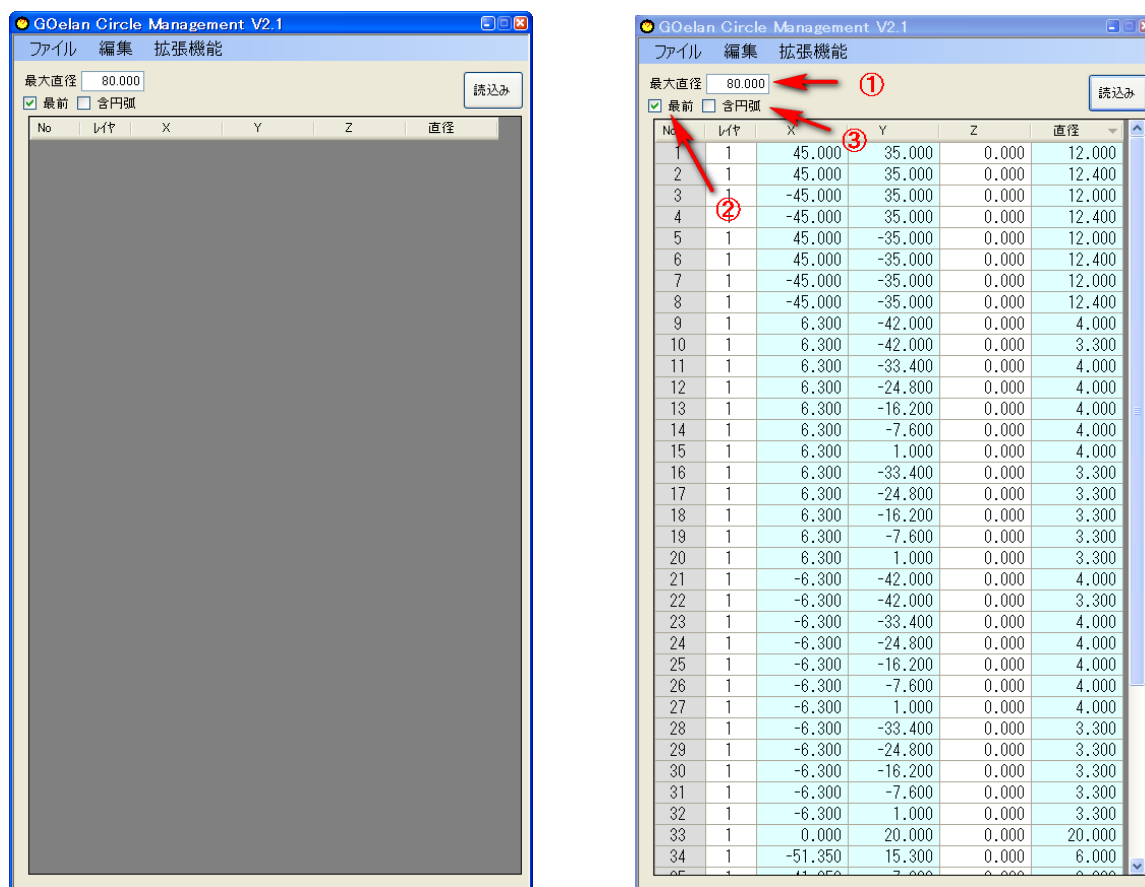 GOelan Circle Management V2.1
ファイル 編集 拡張機能
最大直径 80.000
読込み
最前 含円弧
No ﾚｲﾔ X Y Z 直径
GOelan Circle Management V2.1
ファイル 編集 拡張機能
最大直径 80.000 ①
読込み
最前 含円弧
③
②
No X Y Z 直径
1 1 45.000 35.000 0.000 12.000
2 1 45.000 35.000 0.000 12.400
3 1 -45.000 35.000 0.000 12.000
4 1 -45.000 35.000 0.000 12.400
5 1 45.000 -35.000 0.000 12.000
6 1 45.000 -35.000 0.000 12.400
7 1 -45.000 -35.000 0.000 12.000
8 1 -45.000 -35.000 0.000 12.400
9 1 6.300 -42.000 0.000 4.000
10 1 6.300 -42.000 0.000 3.300
11 1 6.300 -33.400 0.000 4.000
12 1 6.300 -24.800 0.000 4.000
13 1 6.300 -16.200 0.000 4.000
14 1 6.300 -7.600 0.000 4.000
15 1 6.300 1.000 0.000 4.000
16 1 6.300 -33.400 0.000 3.300
17 1 6.300 -24.800 0.000 3.300
18 1 6.300 -16.200 0.000 3.300
19 1 6.300 -7.600 0.000 3.300
20 1 6.300 1.000 0.000 3.300
21 1 -6.300 -42.000 0.000 4.000
22 1 -6.300 -42.000 0.000 3.300
23 1 -6.300 -33.400 0.000 4.000
24 1 -6.300 -24.800 0.000 4.000
25 1 -6.300 -16.200 0.000 4.000
26 1 -6.300 -7.600 0.000 4.000
27 1 -6.300 1.000 0.000 4.000
28 1 -6.300 -33.400 0.000 3.300
29 1 -6.300 -24.800 0.000 3.300
30 1 -6.300 -16.200 0.000 3.300
31 1 -6.300 -7.600 0.000 3.300
32 1 -6.300 1.000 0.000 3.300
33 1 0.000 20.000 0.000 20.000
34 1 -51.350 15.300 0.000 6.000